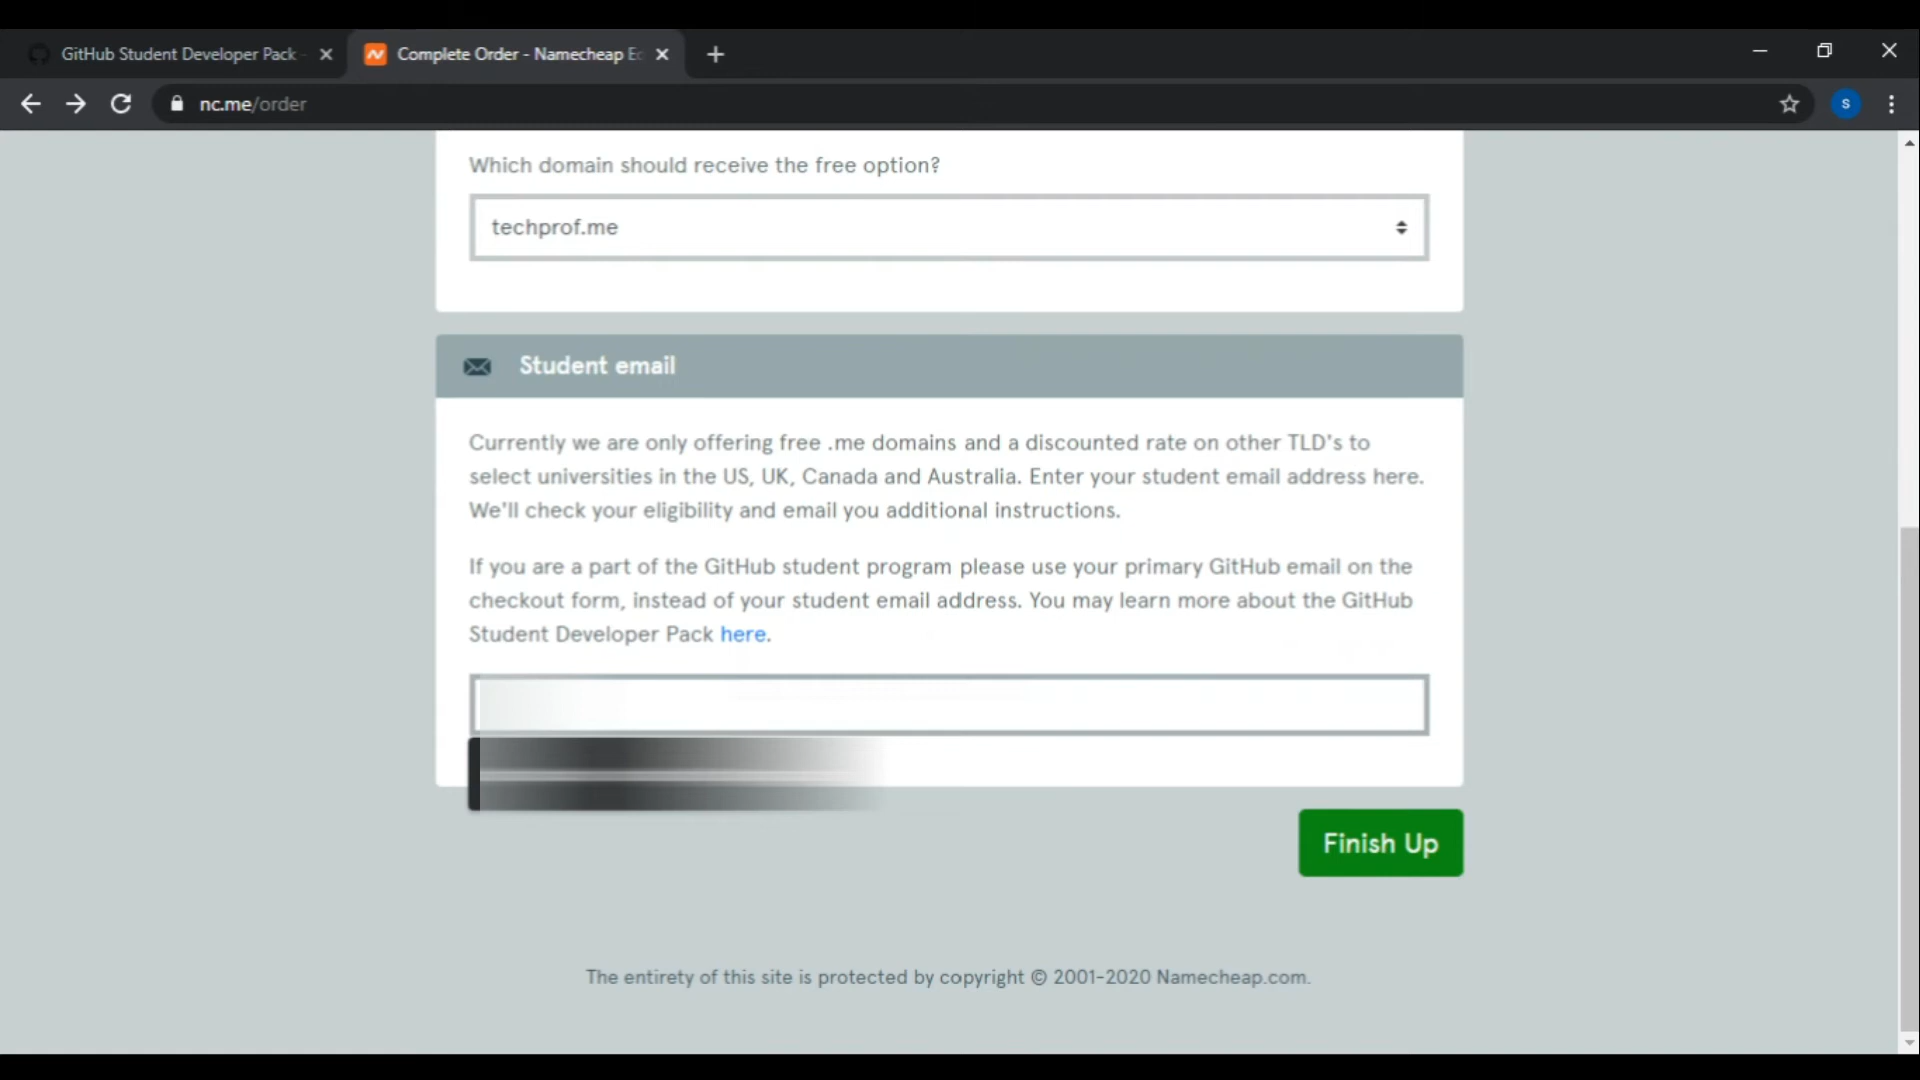 GitHub Student Developer Pack -
Complete Order - Namecheap Ed
nc.me/order
S
Which domain should receive the free option?
techprof.me
Student email
Currently we are only offering free .me domains and a discounted rate on other TLD's to
select universities in the US, UK, Canada and Australia. Enter your student email address here.
We'll check your eligibility and email you additional instructions.
If you are a part of the GitHub student program please use your primary GitHub email on the
checkout form, instead of your student email address. You may learn more about the GitHub
Student Developer Pack here.
Finish Up
The entirety of this site is protected by copyright © 2001-2020 Namecheap.com.